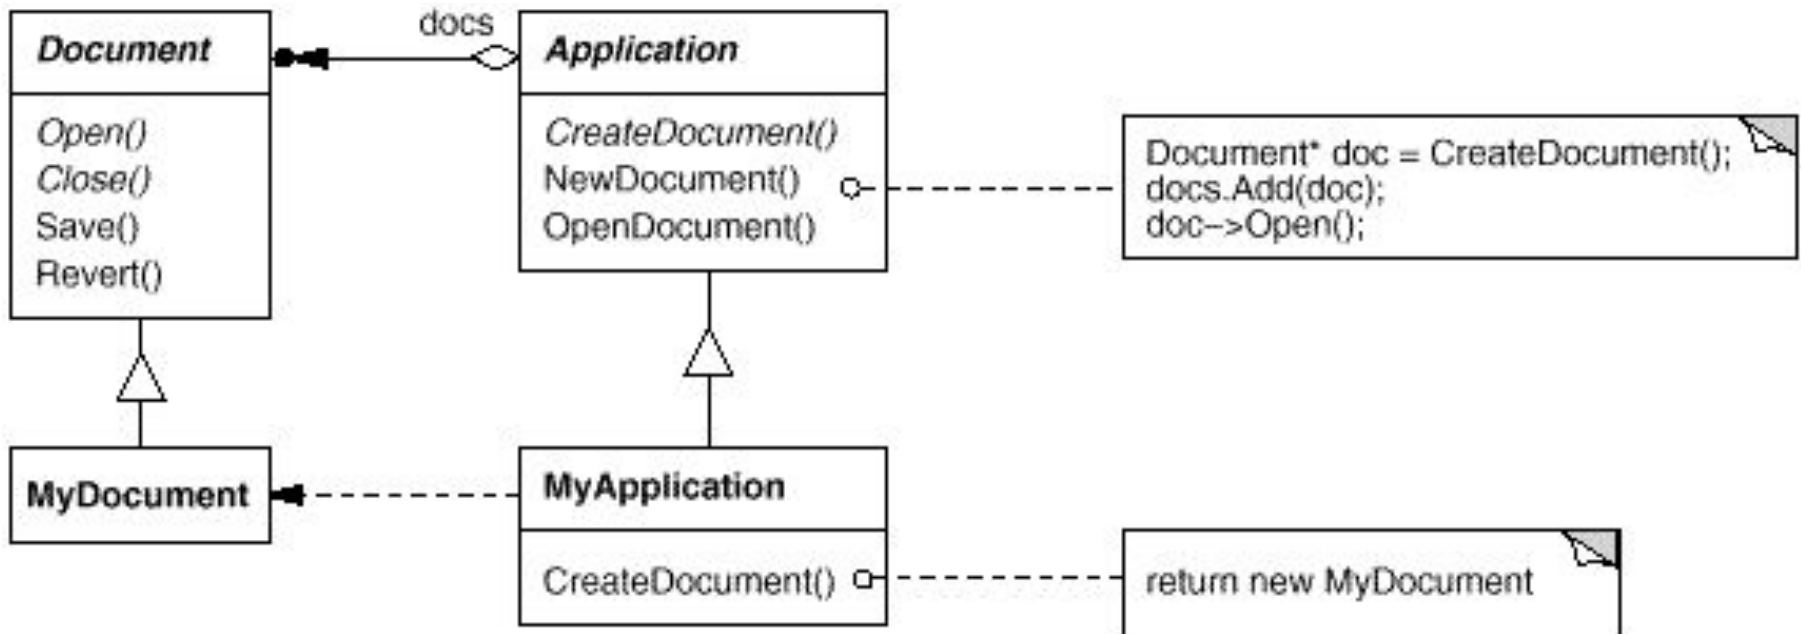 docs
Document
Open()
Close()
Save()
Revert()
Application
CreateDocument()
NewDocument()
OpenDocument()
Document* doc = CreateDocument();
docs.Add(doc);
doc–>Open();
MyDocument
MyApplication
CreateDocument()
return new MyDocument